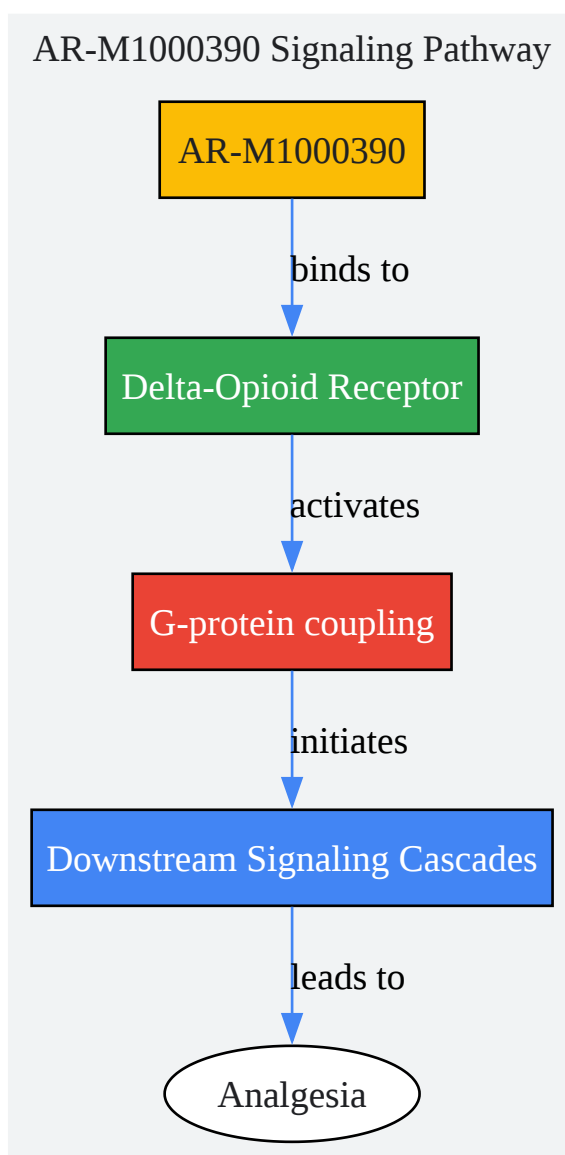 AR-M1000390 Signaling Pathway
AR-M1000390
binds to
Delta-Opioid Receptor
activates
G-protein coupling
initiates
Downstream Signaling Cascades
leads to
Analgesia